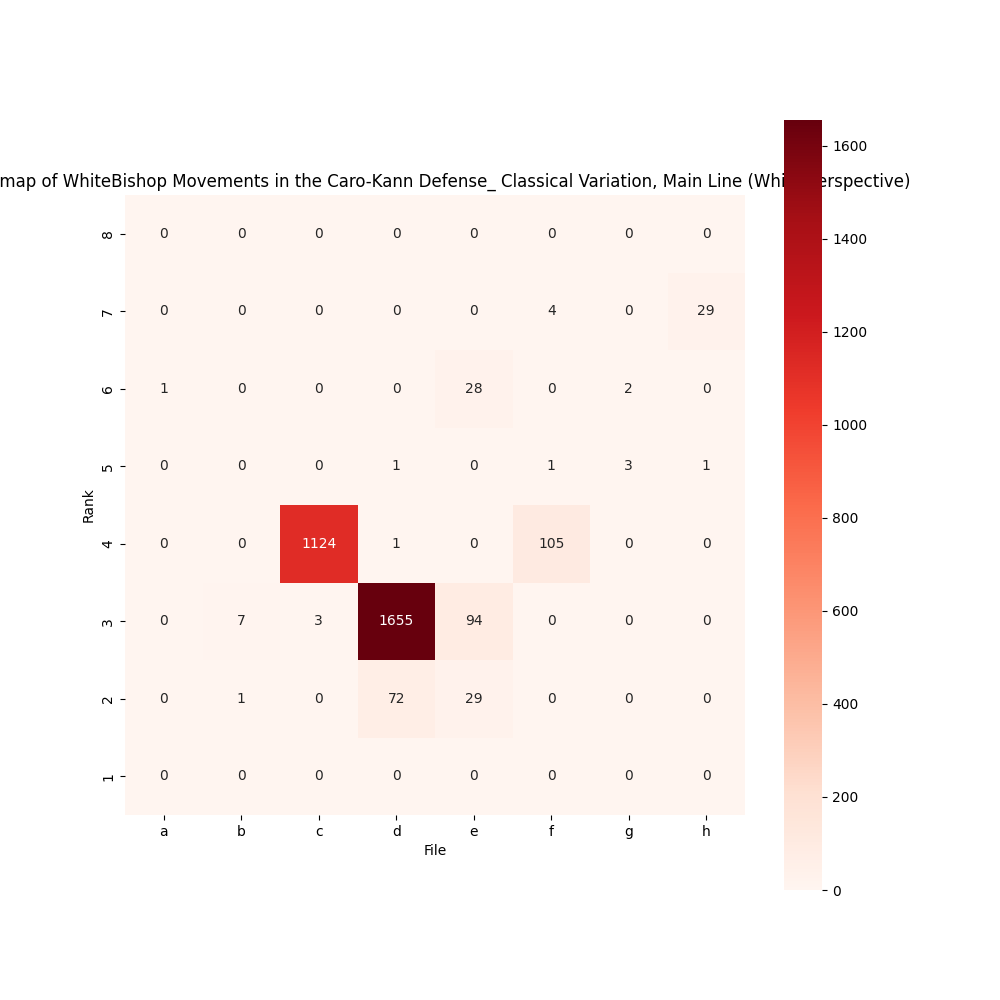 map of WhiteBishop Movements in the Caro-Kann Defense_ Classical Variation, Main Line (Whi erspective)
8 0 0 0 0 0 0 0 0
7 0 0 0 0 0 4 0 29
6 1 0 0 0 28 0 2 0
5 0 0 0 1 0 1 3 1
4 0 0 1124 1 0 105 0 0
3 0 7 3 1655 94 0 0 0
2 0 1 0 72 29 0 0 0
1 0 0 0 0 0 0 0 0
a b c d e f g h
File
Rank
1600
1400
1200
1000
800
600
400
200
0